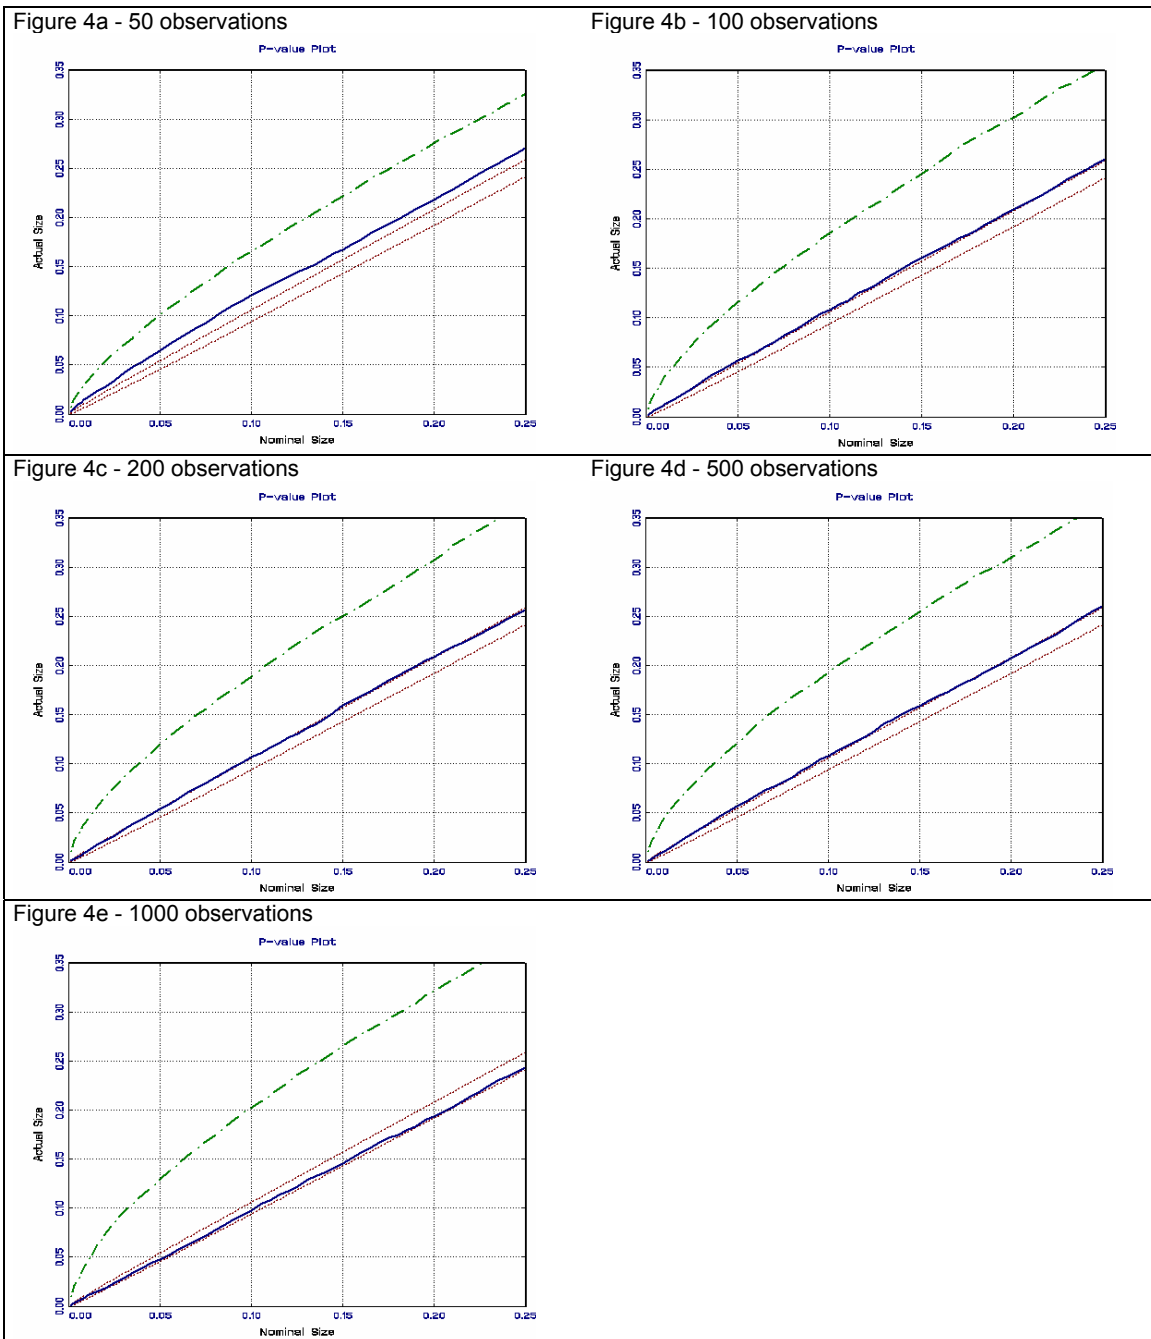 Figure 4a - 50 observations
P-value Plot
Actual Size
0.35
0.30
0.25
0.20
0.15
0.10
0.05
0.00
0.00 0.05 0.10 0.15 0.20 0.25
Nominal Size
Figure 4b - 100 observations
P-value Plot
Actual Size
0.35
0.30
0.25
0.20
0.15
0.10
0.05
0.00
0.00 0.05 0.10 0.15 0.20 0.25
Nominal Size
Figure 4c - 200 observations
P-value Plot
Actual Size
0.35
0.30
0.25
0.20
0.15
0.10
0.05
0.00
0.00 0.05 0.10 0.15 0.20 0.25
Nominal Size
Figure 4d - 500 observations
P-value Plot
Actual Size
0.35
0.30
0.25
0.20
0.15
0.10
0.05
0.00
0.00 0.05 0.10 0.15 0.20 0.25
Nominal Size
Figure 4e - 1000 observations
P-value Plot
Actual Size
0.35
0.30
0.25
0.20
0.15
0.10
0.05
0.00
0.00 0.05 0.10 0.15 0.20 0.25
Nominal Size